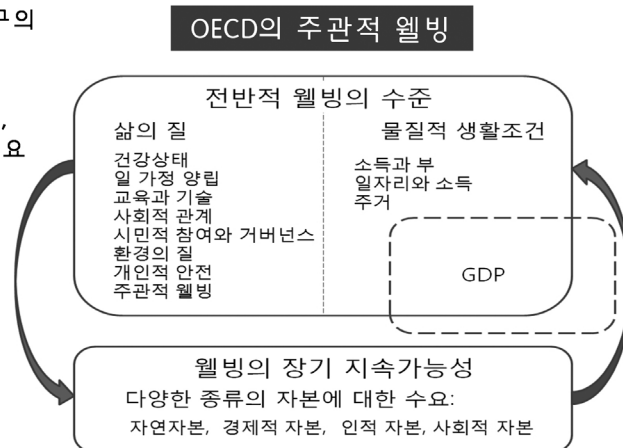 의
OECD의 주관적 웰빙
,
요
전반적 웰빙의 수준
삶의 질
건강상태
일 가정 양립
교육과 기술
사회적 관계
시민적 참여와 거버넌스
환경의 질
개인적 안전
주관적 웰빙
물질적 생활조건
소득과 부
일자리와 소득
주거
GDP
웰빙의 장기 지속가능성
다양한 종류의 자본에 대한 수요:
자연자본, 경제적 자본, 인적 자본, 사회적 자본